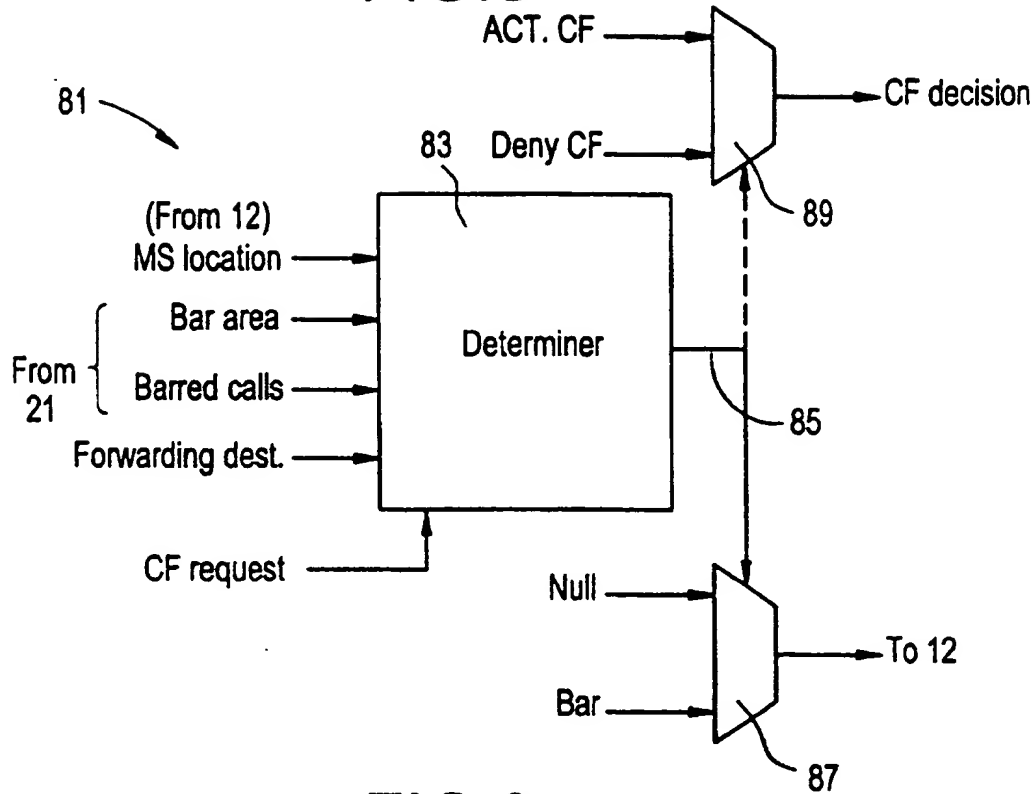 ACT. CF
CF decision
81
83
Deny CF
89
(From 12)
MS location
Bar area
Determiner
From
21
Barred calls
85
Forwarding dest.
CF request
Null
To 12
Bar
87